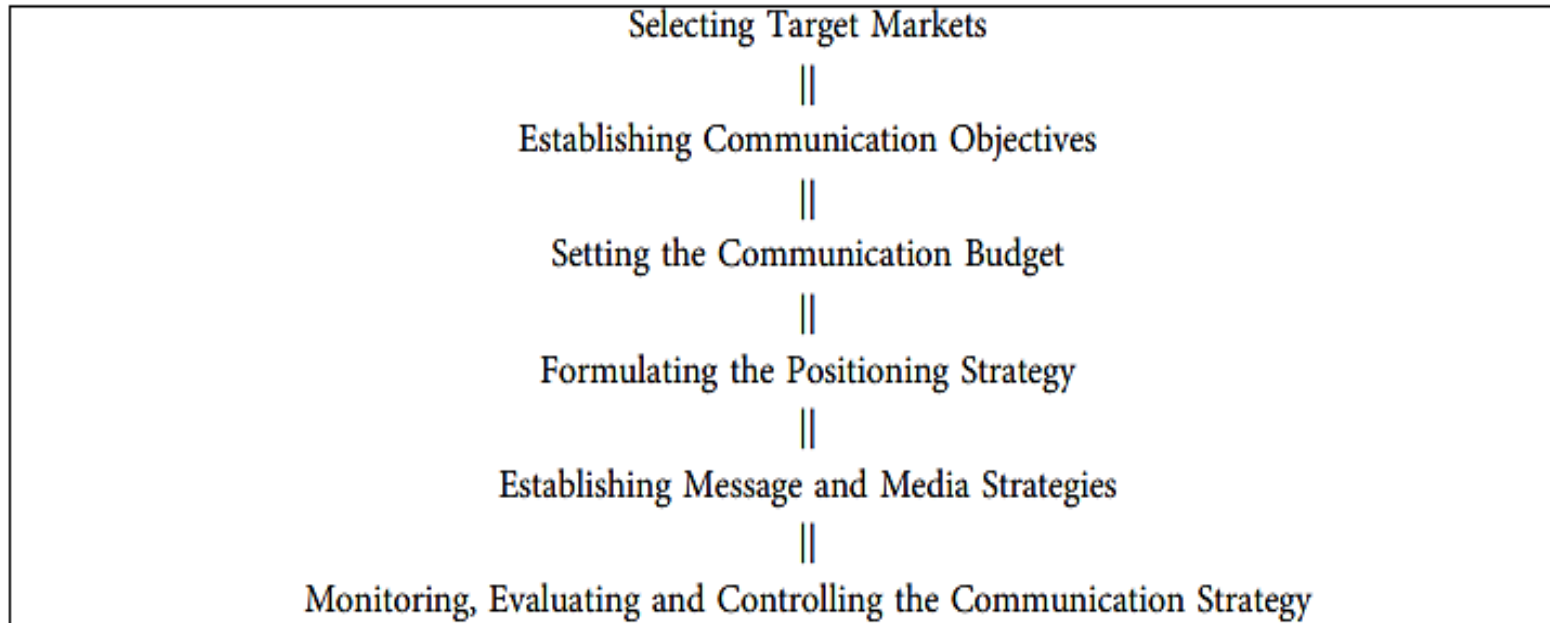 Selecting Target Markets
||
Establishing Communication Objectives
||
Setting the Communication Budget
||
Formulating the Positioning Strategy
||
Establishing Message and Media Strategies
||
Monitoring, Evaluating and Controlling the Communication Strategy